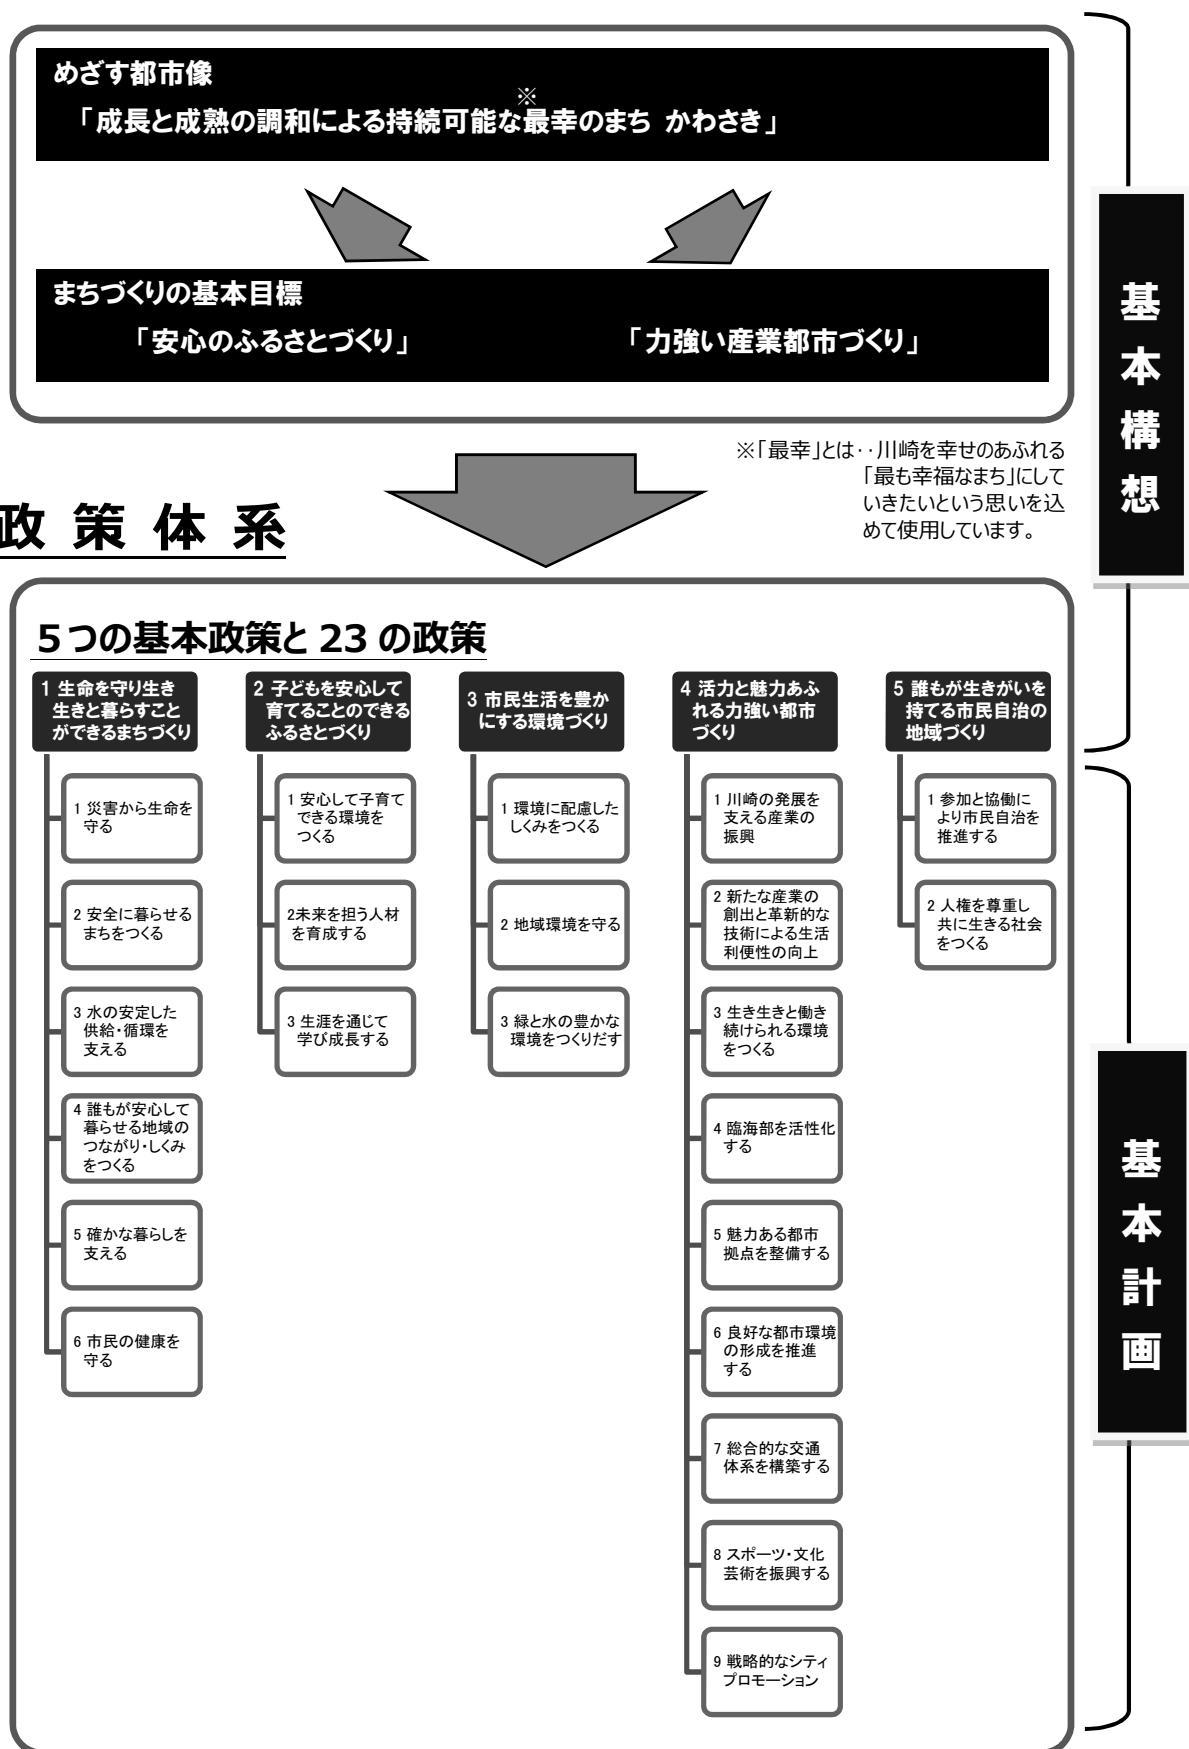 めざす都市像
※
「成長と成熟の調和による持続可能な最幸のまち かわさき」
まちづくりの基本目標
「安心のふるさとづくり」
「力強い産業都市づくり」
基本構想
※「最幸」とは‥川崎を幸せのあふれる
「最も幸福なまち」にして
いきたいという思いを込
めて使用しています。
政策体系
5つの基本政策と23の政策
1 生命を守り生き
生きと暮らすこと
ができるまちづくり
1 災害から生命を
守る
2 安全に暮らせる
まちをつくる
3 水の安定した
供給・循環を
支える
4 誰もが安心して
暮らせる地域の
つながり・しくみ
をつくる
5 確かな暮らしを
支える
6 市民の健康を
守る
2 子どもを安心して
育てることのできる
ふるさとづくり
1 安心して子育て
できる環境を
つくる
2未来を担う人材
を育成する
3 生涯を通じて
学び成長する
3 市民生活を豊か
にする環境づくり
1 環境に配慮した
しくみをつくる
2 地域環境を守る
3 緑と水の豊かな
環境をつくりだす
4 活力と魅力あふ
れる力強い都市
づくり
1 川崎の発展を
支える産業の
振興
2 新たな産業の
創出と革新的な
技術による生活
利便性の向上
3 生き生きと働き
続けられる環境
をつくる
4 臨海部を活性化
する
5 魅力ある都市
拠点を整備する
6 良好な都市環境
の形成を推進
する
7 総合的な交通
体系を構築する
8 スポーツ・文化
芸術を振興する
9 戦略的なシティ
プロモーション
5 誰もが生きがいを
持てる市民自治の
地域づくり
1 参加と協働に
より市民自治を
推進する
2 人権を尊重し
共に生きる社会
をつくる
基本計画